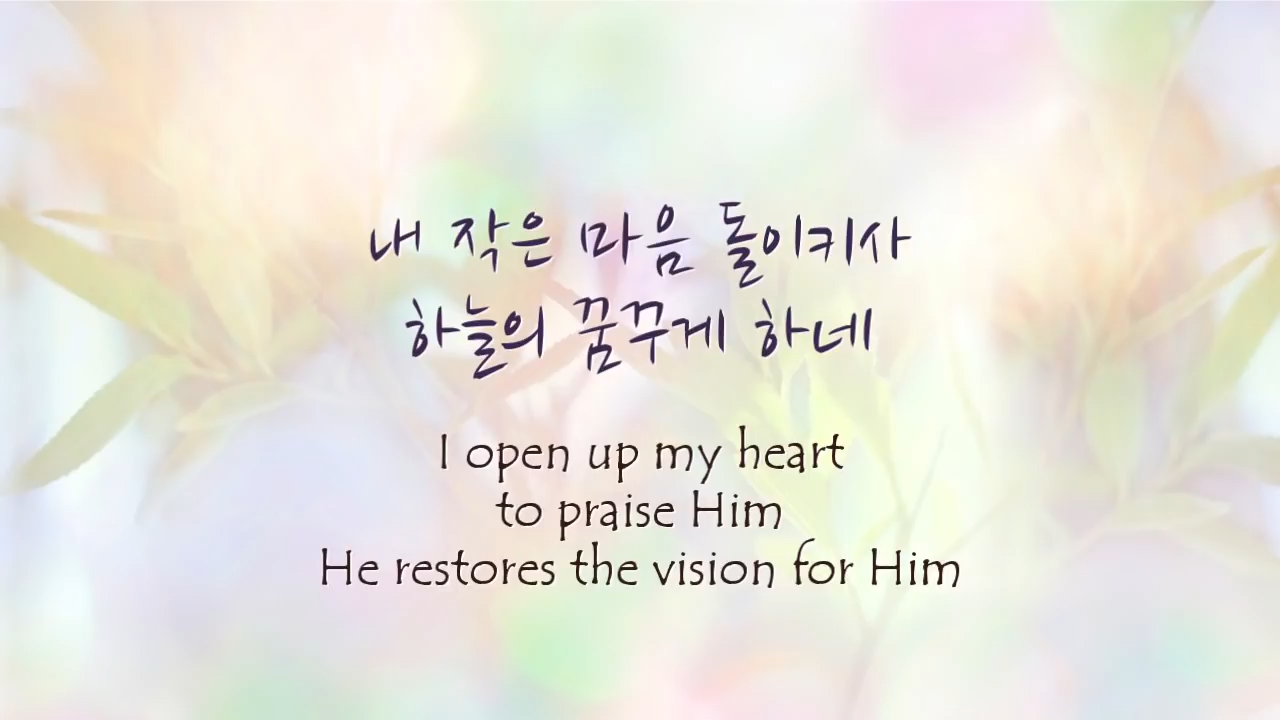 내 작은 마음 돌이키사
하늘의 꿈꾸게 하네
I open up my heart
to praise Him
He restores the vision for Him